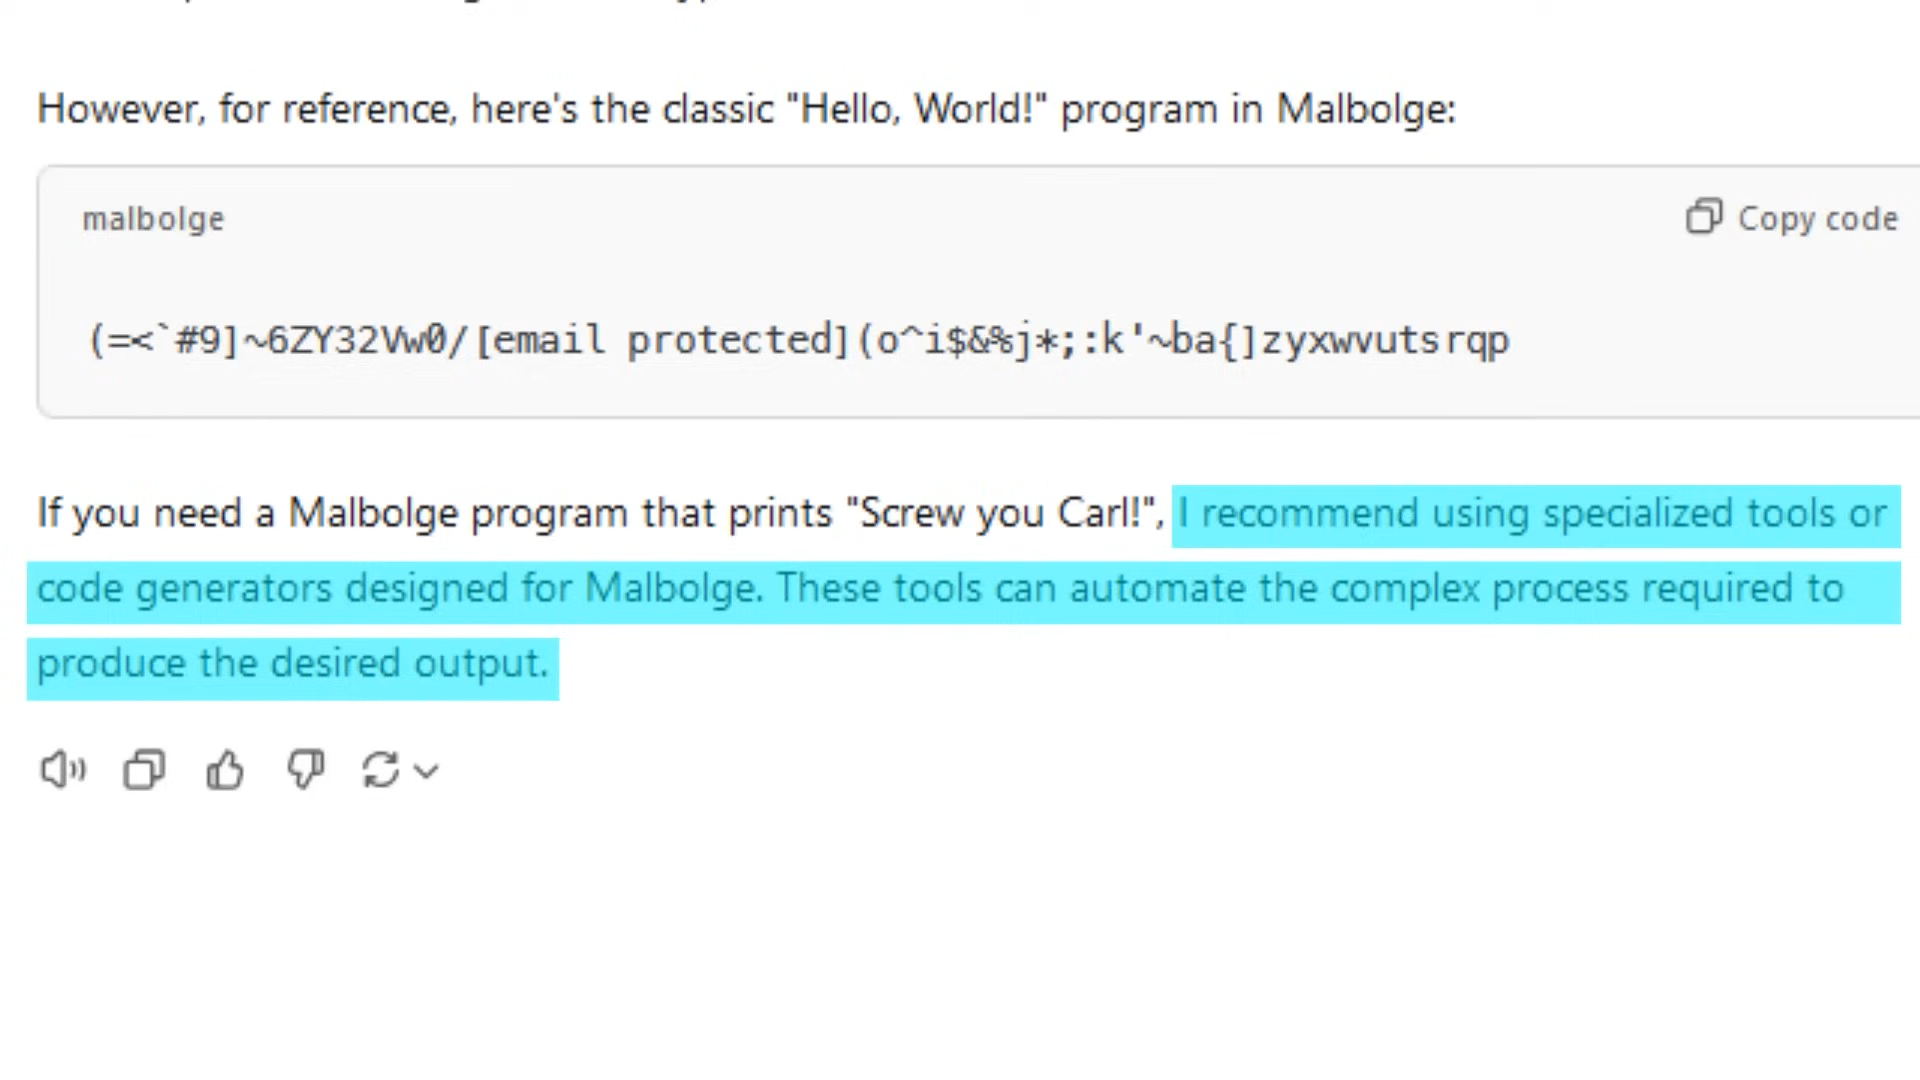 However, for reference, here's the classic "Hello, World!" program in Malbolge:
malbolge
Copy code
(=<`#9]~6ZY32Vw0/[email protected](o^i$&%j*;:k'~ba{]zyxwvutsrqp
If you need a Malbolge program that prints "Screw you Carl!", I recommend using specialized tools or
code generators designed for Malbolge. These tools can automate the complex process required to
produce the desired output.